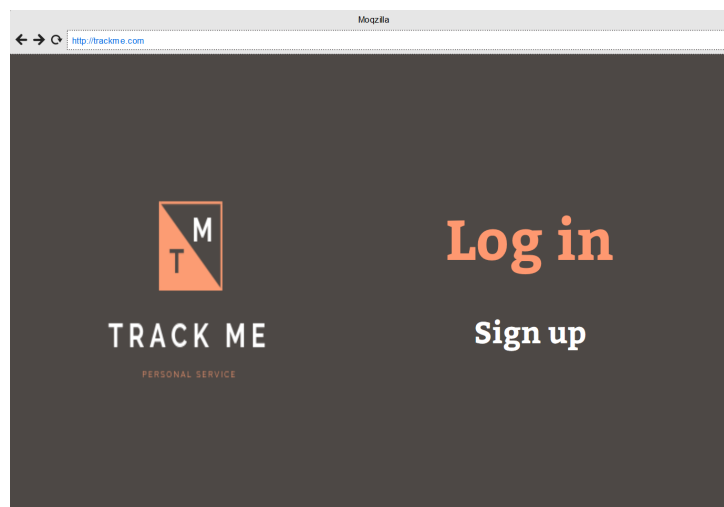 Moqzilla
http://trackme.com
M
T
TRACK ME
PERSONAL SERVICE
Log in
Sign up